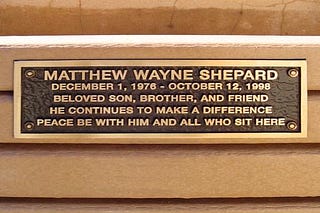 MATTHEW WAYNE SHEPARD
DECEMBER 1, 1976 - OCTOBER 12, 1998
BELOVED SON, BROTHER, AND FRIEND
HE CONTINUES TO MAKE A DIFFERENCE
PEACE BE WITH HIM AND ALL WHO SIT HERE